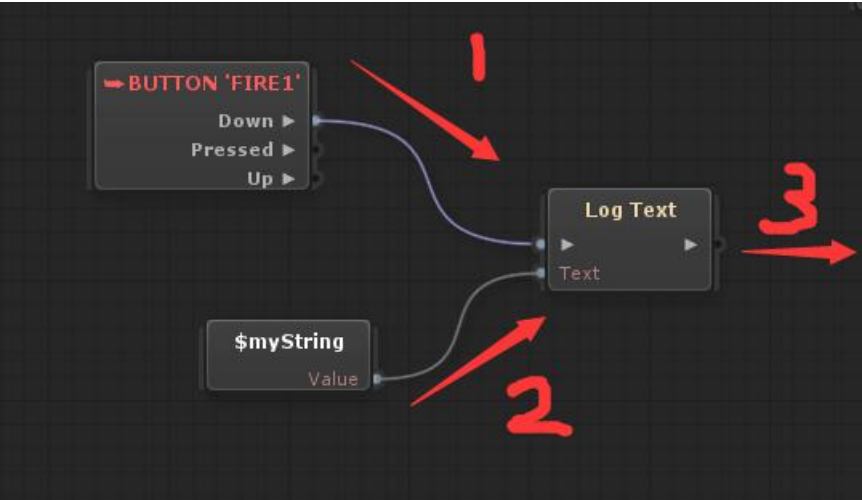 BUTTON 'FIRE1'
Down
Pressed
Up
1
Log Text
Text
3
$myString
Value
2